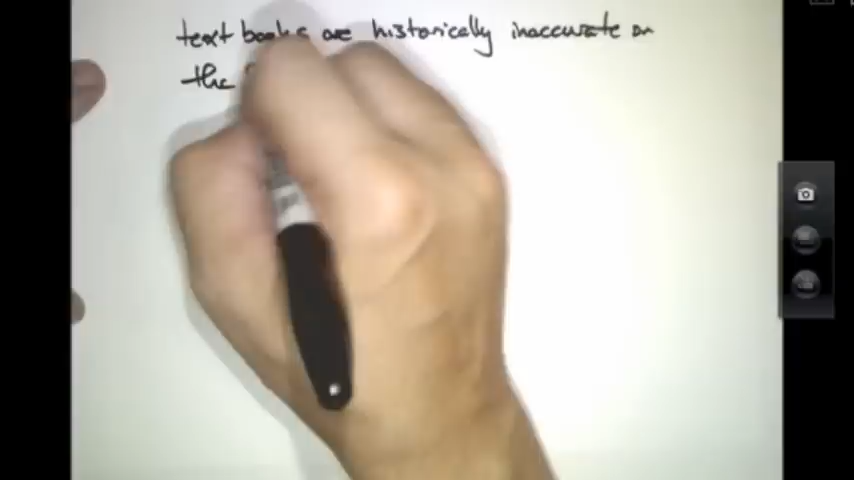 text books are historically inaccurate on
the